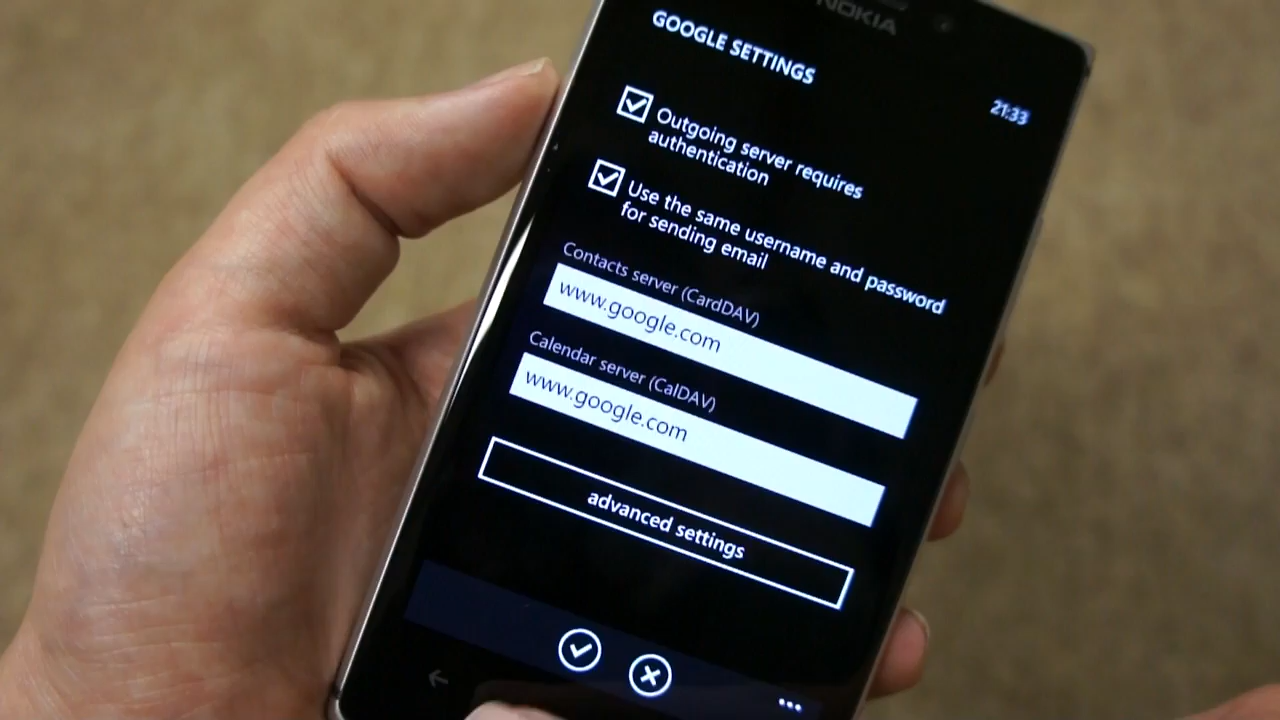 NOKIA
GOOGLE SETTINGS
21:33
Outgoing server requires
authentication
Use the same username and password
for sending email
Contacts server (CardDAV)
www.google.com
Calendar server (CalDAV)
www.google.com
advanced settings